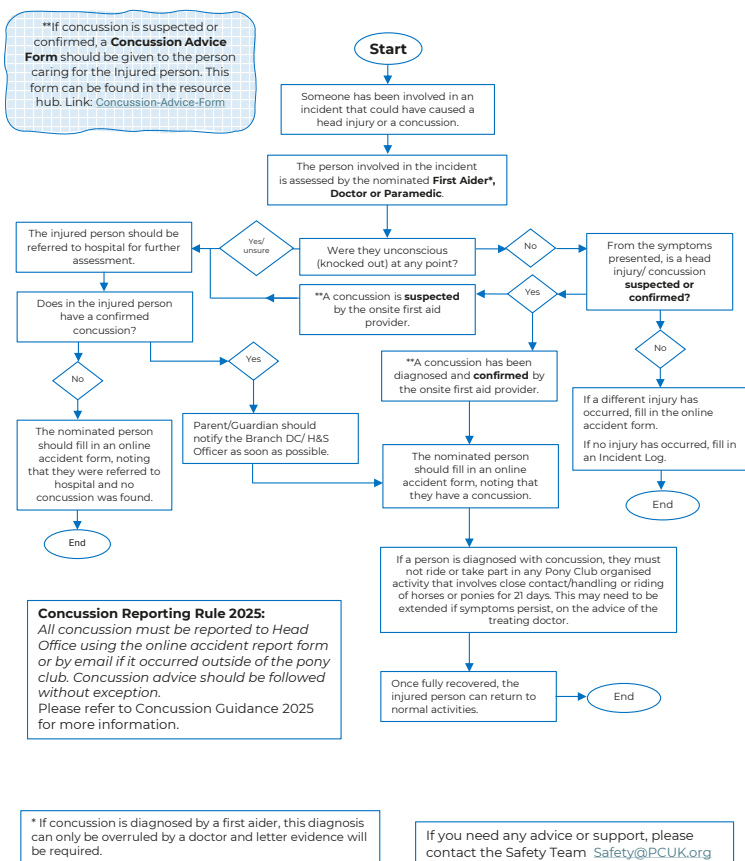 **If concussion is suspected or
confirmed, a Concussion Advice
Form should be given to the person
caring for the Injured person. This
form can be found in the resource
hub. Link: Concussion-Advice-Form
Start
Someone has been involved in an
incident that could have caused a
head injury or a concussion.
The person involved in the incident
is assessed by the nominated First Aider*,
Doctor or Paramedic.
Were they unconscious
(knocked out) at any point?
Yes/
unsure
No
The injured person should be
referred to hospital for further
assessment.
From the symptoms
presented, is a head
injury/ concussion
suspected or
confirmed?
Yes
**A concussion is suspected
by the onsite first aid
provider.
Does in the injured person
have a confirmed
concussion?
No
Yes
No
**A concussion has been
diagnosed and confirmed by
the onsite first aid provider.
If a different injury has
occurred, fill in the online
accident form.
If no injury has occurred, fill in
an Incident Log.
End
The nominated person
should fill in an online
accident form, noting
that they were referred to
hospital and no
concussion was found.
End
Parent/Guardian should
notify the Branch DC/ H&S
Officer as soon as possible.
The nominated person
should fill in an online
accident form, noting that
they have a concussion.
If a person is diagnosed with concussion, they must
not ride or take part in any Pony Club organised
activity that involves close contact/handling or riding
of horses or ponies for 21 days. This may need to be
extended if symptoms persist, on the advice of the
treating doctor.
Once fully recovered, the
injured person can return to
normal activities.
End
Concussion Reporting Rule 2025:
All concussion must be reported to Head
Office using the online accident report form
or by email if it occurred outside of the pony
club. Concussion advice should be followed
without exception.
Please refer to Concussion Guidance 2025
for more information.
* If concussion is diagnosed by a first aider, this diagnosis
can only be overruled by a doctor and letter evidence will
be required.
If you need any advice or support, please
contact the Safety Team Safety@PCUK.org